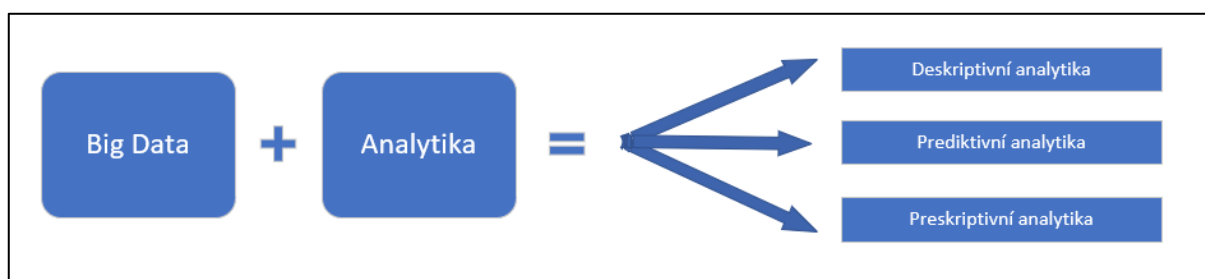 Big Data
+
Analytika
=
Deskriptivní analytika
Prediktivní analytika
Preskriptivní analytika